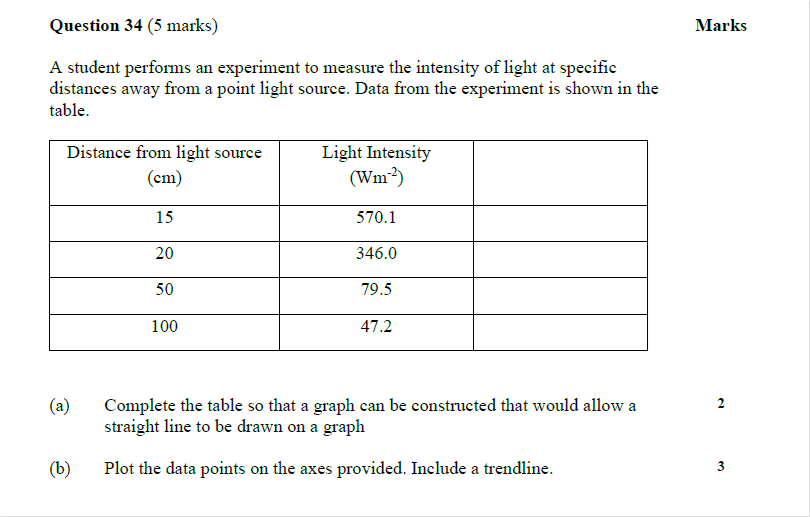 Question 34 (5 marks) Marks
A student performs an experiment to measure the intensity of light at specific
distances away from a point light source. Data from the experiment is shown in the
table.
Distance from light source
(cm)
Light Intensity
(Wm⁻²)
15 570.1
20 346.0
50 79.5
100 47.2
(a) Complete the table so that a graph can be constructed that would allow a 2
straight line to be drawn on a graph
(b) Plot the data points on the axes provided. Include a trendline. 3